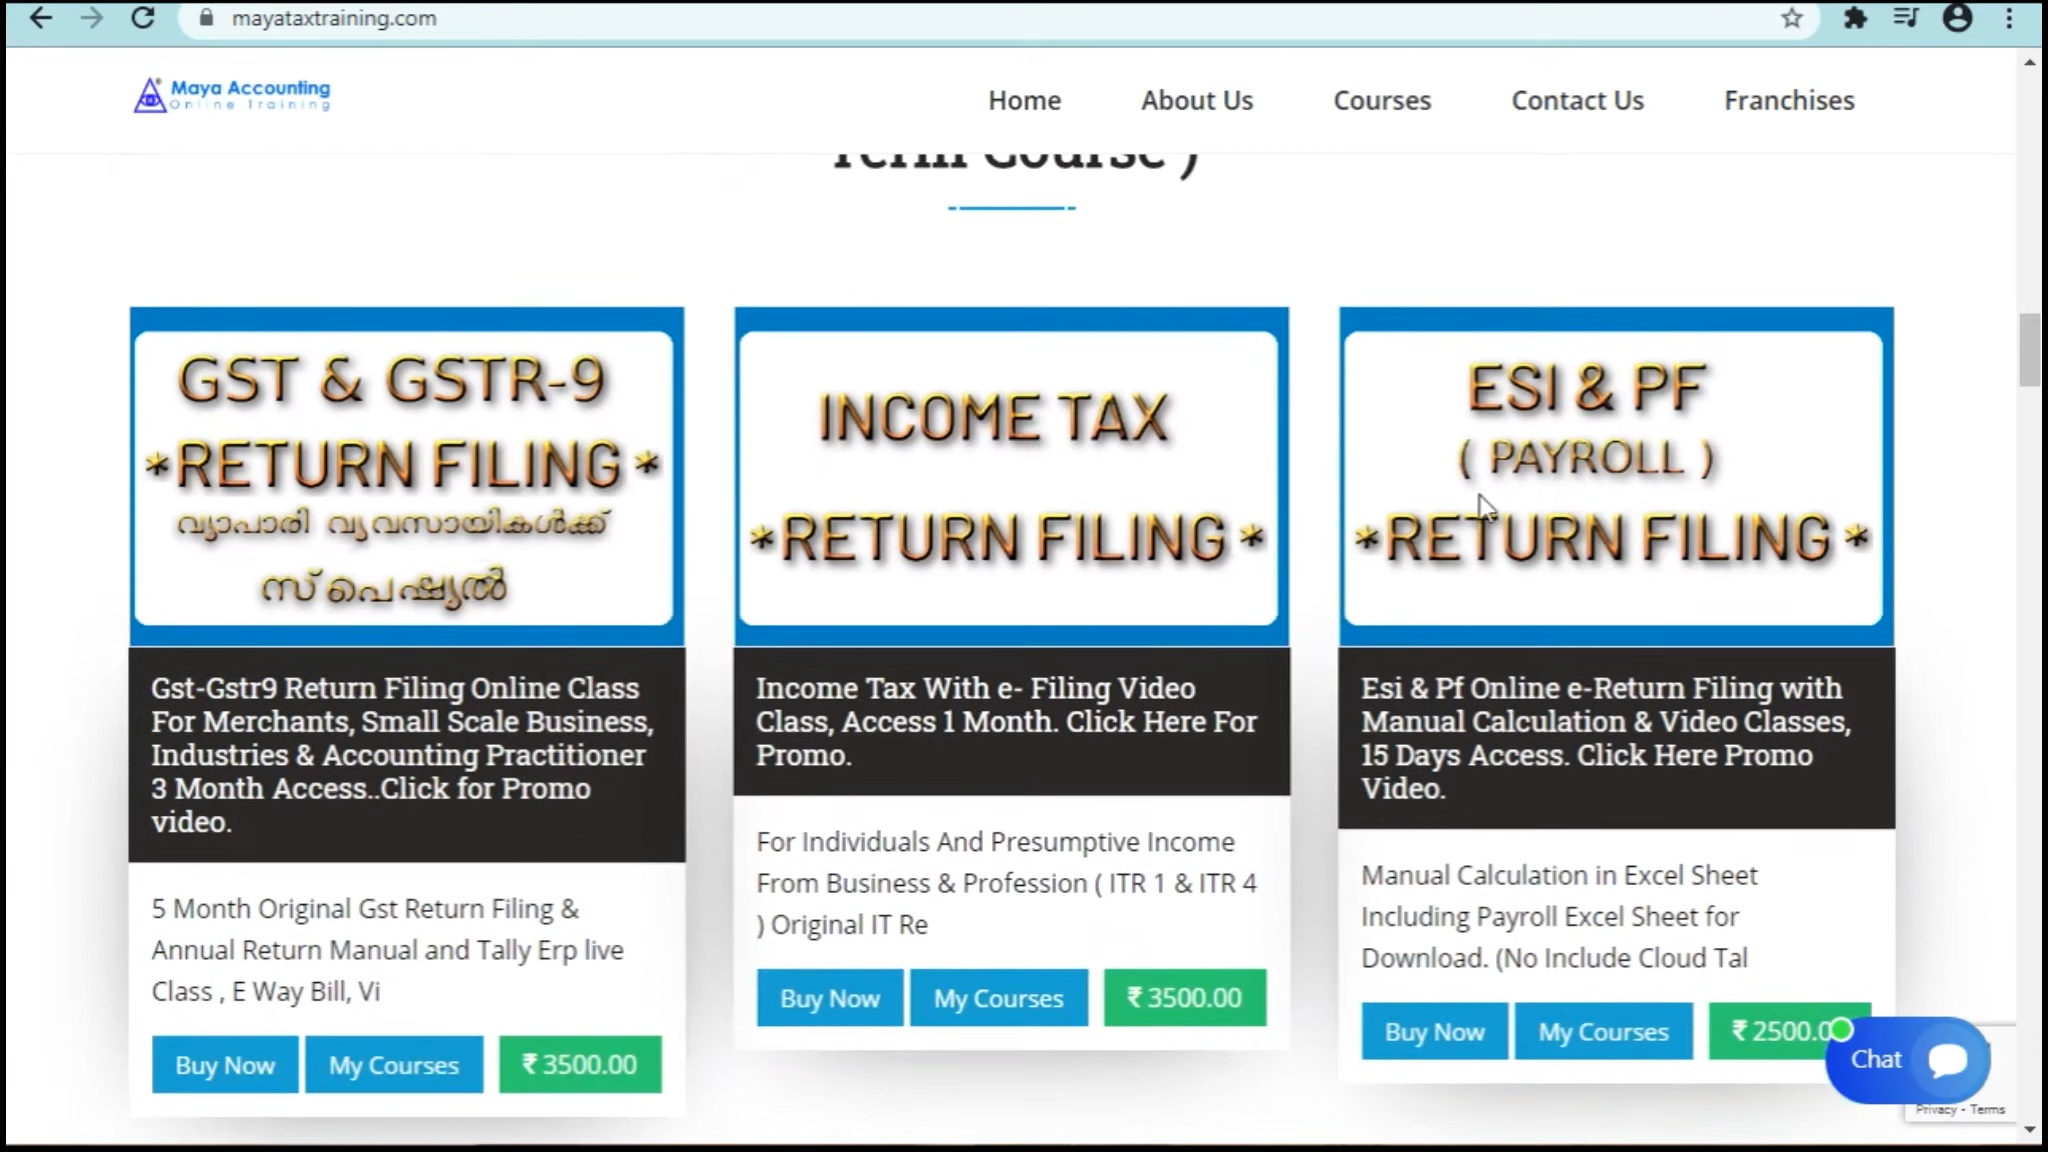 mayataxtraining.com
Maya Accounting
Online Training
Home
About Us
Courses
Contact Us
Franchises
Term Course )
GST & GSTR-9
*RETURN FILING*
വ്യാപാരി വ്യവസായികൾക്ക്
സ്പെഷ്യൽ
INCOME TAX
*RETURN FILING*
ESI & PF
( PAYROLL )
*RETURN FILING*
Gst-Gstr9 Return Filing Online Class
For Merchants, Small Scale Business,
Industries & Accounting Practitioner
3 Month Access..Click for Promo
video.
5 Month Original Gst Return Filing &
Annual Return Manual and Tally Erp live
Class , E Way Bill, Vi
Buy Now
My Courses
₹ 3500.00
Income Tax With e- Filing Video
Class, Access 1 Month. Click Here For
Promo.
For Individuals And Presumptive Income
From Business & Profession ( ITR 1 & ITR 4
) Original IT Re
Buy Now
My Courses
₹ 3500.00
Esi & Pf Online e-Return Filing with
Manual Calculation & Video Classes,
15 Days Access. Click Here Promo
Video.
Manual Calculation in Excel Sheet
Including Payroll Excel Sheet for
Download. (No Include Cloud Tal
Buy Now
My Courses
₹ 2500.0
Chat
Privacy - Terms